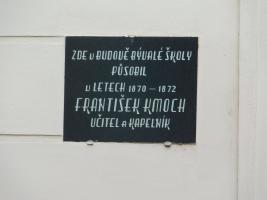 ZDE v BUDOVĚ BÝVALÉ ŠKOLY
PŮSOBIL
v LETECH 1870 – 1872
FRANTIŠEK KMOCH
UČITEL a KAPELNÍK